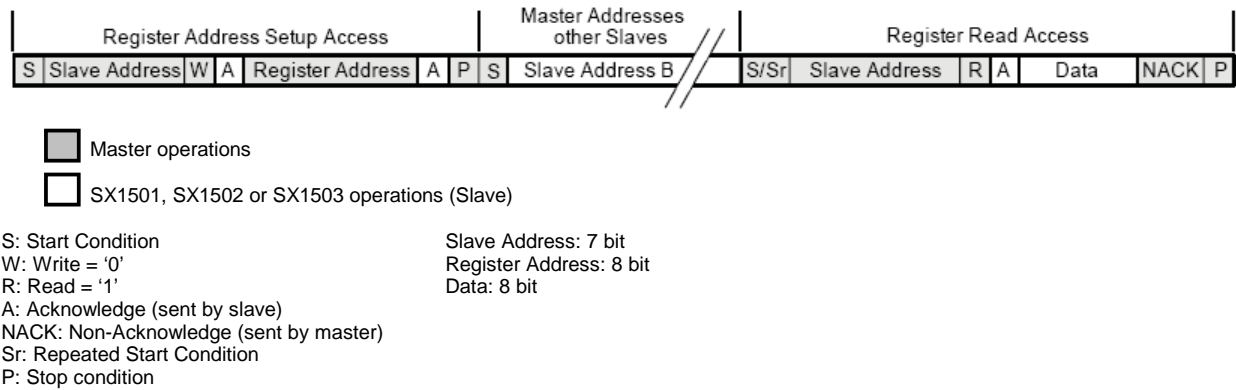 Master Addresses
Register Address Setup Access other Slaves Register Read Access
S Slave Address W A Register Address A P S Slave Address B S/Sr Slave Address R A Data NACK P
Master operations
SX1501, SX1502 or SX1503 operations (Slave)
S: Start Condition Slave Address: 7 bit
W: Write = ‘0’ Register Address: 8 bit
R: Read = ‘1’ Data: 8 bit
A: Acknowledge (sent by slave)
NACK: Non-Acknowledge (sent by master)
Sr: Repeated Start Condition
P: Stop condition